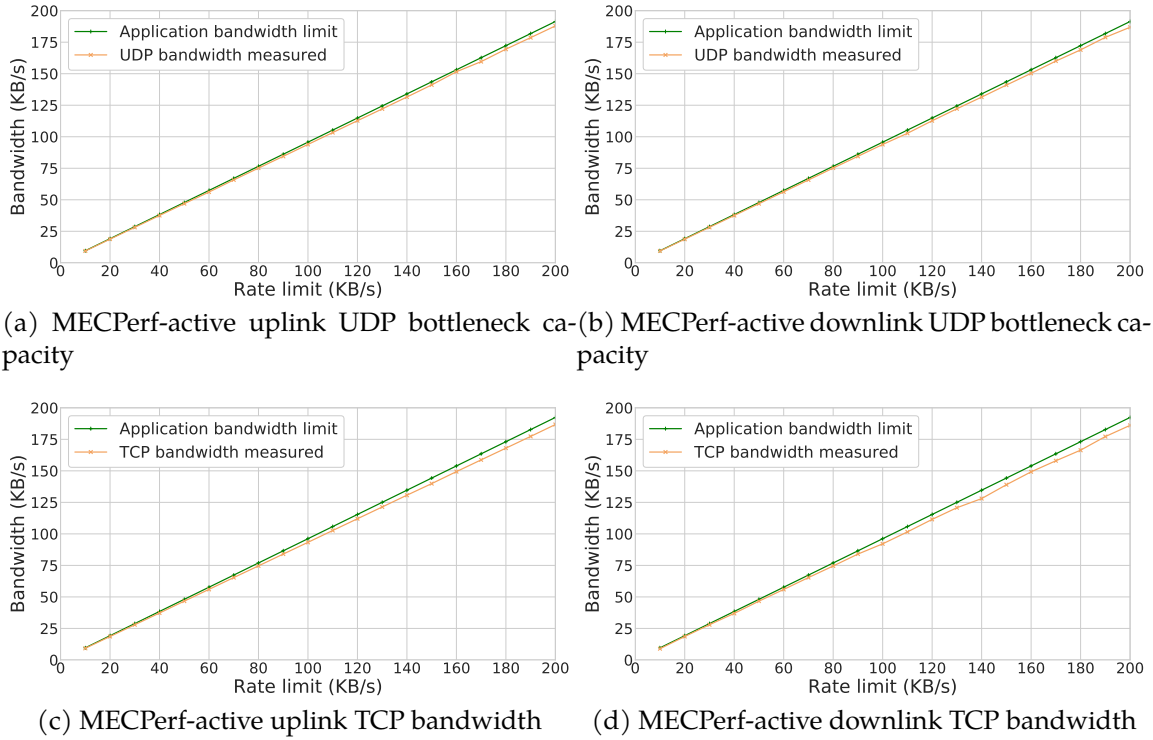 200
175
150
125
100
75
50
25
0
Bandwidth (KB/s)
Application bandwidth limit
UDP bandwidth measured
0 20 40 60 80 100 120 140 160 180 200
Rate limit (KB/s)
(a) MECPerf-active uplink UDP bottleneck ca-
pacity
200
175
150
125
100
75
50
25
0
Bandwidth (KB/s)
Application bandwidth limit
UDP bandwidth measured
0 20 40 60 80 100 120 140 160 180 200
Rate limit (KB/s)
(b) MECPerf-active downlink UDP bottleneck ca-
pacity
200
175
150
125
100
75
50
25
0
Bandwidth (KB/s)
Application bandwidth limit
TCP bandwidth measured
0 20 40 60 80 100 120 140 160 180 200
Rate limit (KB/s)
(c) MECPerf-active uplink TCP bandwidth
200
175
150
125
100
75
50
25
0
Bandwidth (KB/s)
Application bandwidth limit
TCP bandwidth measured
0 20 40 60 80 100 120 140 160 180 200
Rate limit (KB/s)
(d) MECPerf-active downlink TCP bandwidth